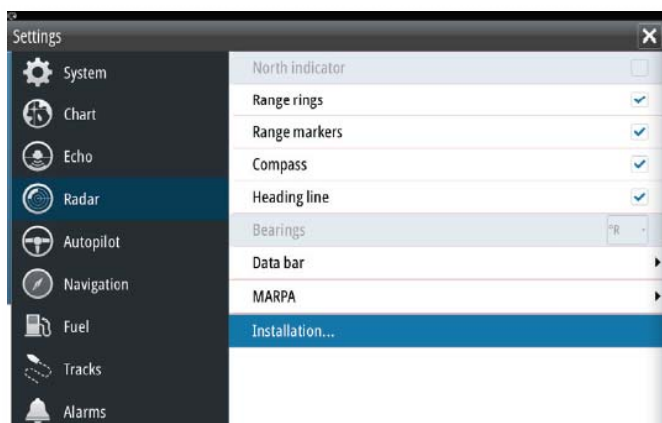 Settings
System
Chart
Echo
Radar
Autopilot
Navigation
Fuel
Tracks
Alarms
North indicator
Range rings
Range markers
Compass
Heading line
Bearings °R
Data bar
MARPA
Installation...